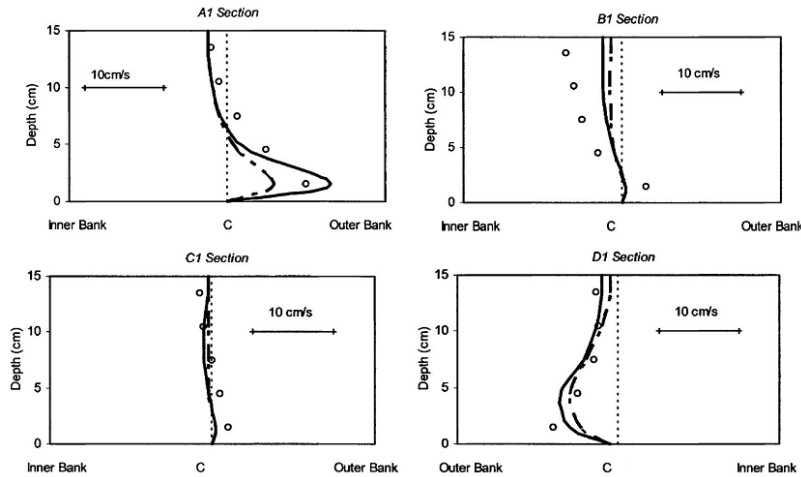 A1 Section
15
10
5
0
Depth (cm)
10cm/s
Inner Bank C Outer Bank
B1 Section
15
10
5
0
Depth (cm)
10 cm/s
Inner Bank C Outer Bank
C1 Section
15
10
5
0
Depth (cm)
10 cm/s
Inner Bank C Outer Bank
D1 Section
15
10
5
0
Depth (cm)
10 cm/s
Outer Bank C Inner Bank